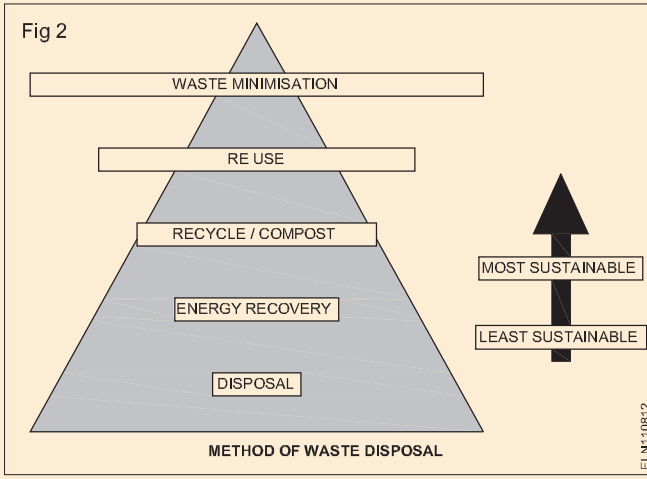 Fig 2
WASTE MINIMISATION
RE USE
RECYCLE / COMPOST
MOST SUSTAINABLE
ENERGY RECOVERY
LEAST SUSTAINABLE
DISPOSAL
METHOD OF WASTE DISPOSAL
ELN110812